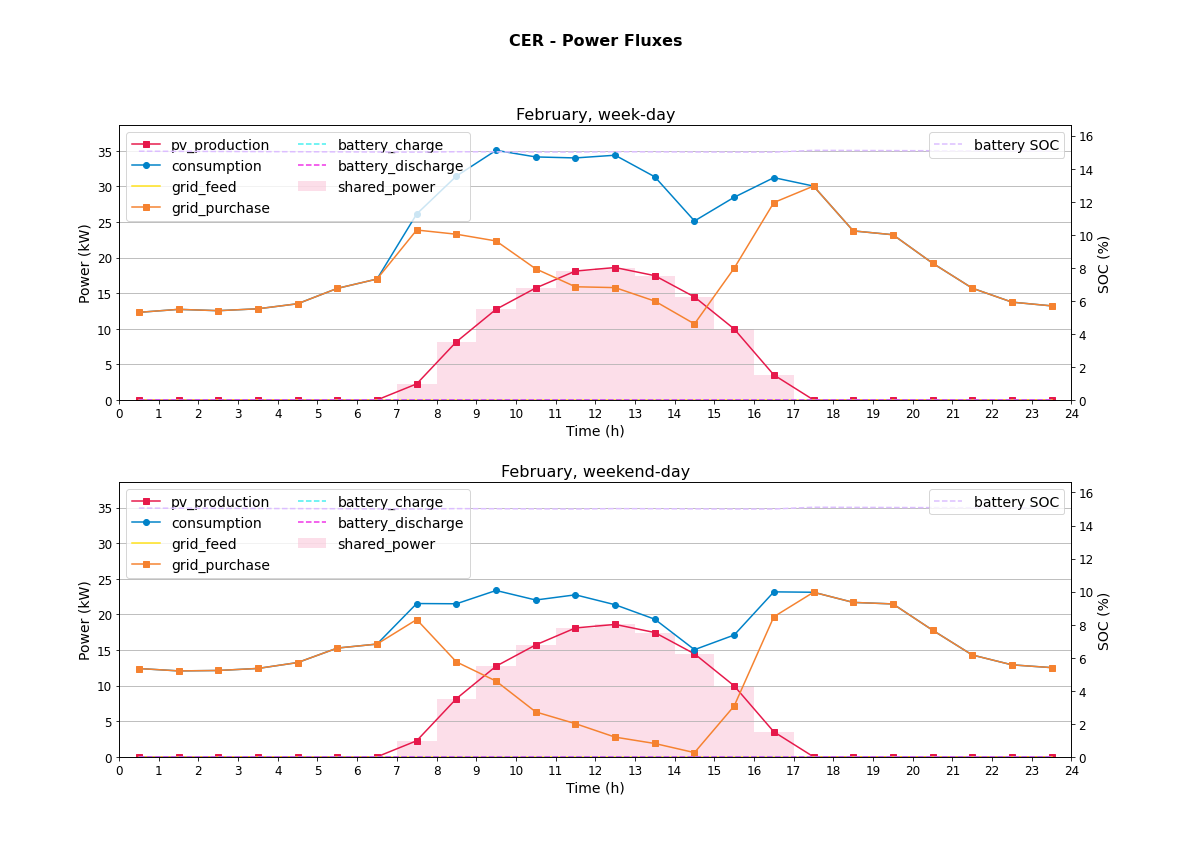 CER - Power Fluxes
February, week-day
pv_production
consumption
grid_feed
grid_purchase
battery_charge
battery_discharge
shared_power
battery SOC
Power (kW)
35
30
25
20
15
10
5
0
SOC (%)
16
14
12
10
8
6
4
2
0
0 1 2 3 4 5 6 7 8 9 10 11 12 13 14 15 16 17 18 19 20 21 22 23 24
Time (h)
February, weekend-day
pv_production
consumption
grid_feed
grid_purchase
battery_charge
battery_discharge
shared_power
battery SOC
Power (kW)
35
30
25
20
15
10
5
0
SOC (%)
16
14
12
10
8
6
4
2
0
0 1 2 3 4 5 6 7 8 9 10 11 12 13 14 15 16 17 18 19 20 21 22 23 24
Time (h)